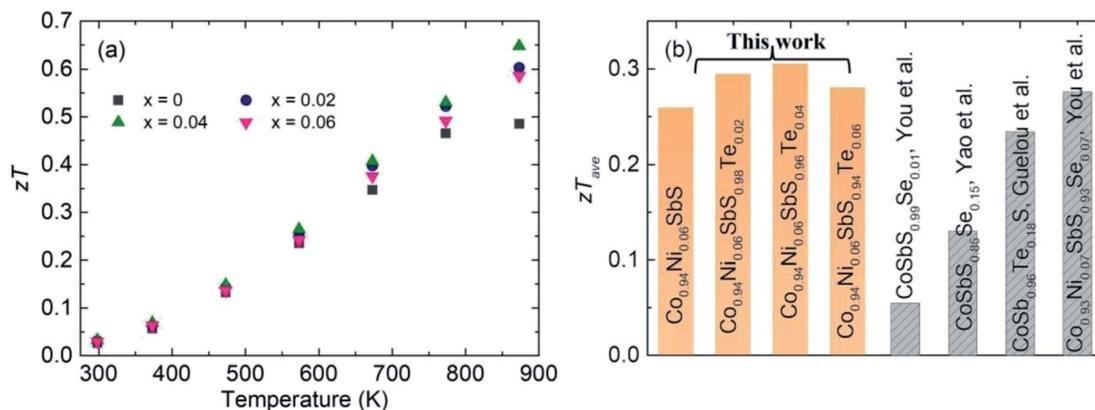 (a)
x = 0
x = 0.02
x = 0.04
x = 0.06
zT
0.7
0.6
0.5
0.4
0.3
0.2
0.1
0.0
300 400 500 600 700 800 900
Temperature (K)
(b)
This work
zT_ave
0.3
0.2
0.1
0.0
Co0.94Ni0.06SbS
Co0.94Ni0.06SbS0.98Te0.02
Co0.94Ni0.06SbS0.96Te0.04
Co0.94Ni0.06SbS0.94Te0.06
CoSbS0.99Se0.01, You et al.
CoSbS0.85Se0.15, Yao et al.
CoSb0.96Te0.18S, Guelou et al.
Co0.93Ni0.07SbS0.93Se0.07, You et al.